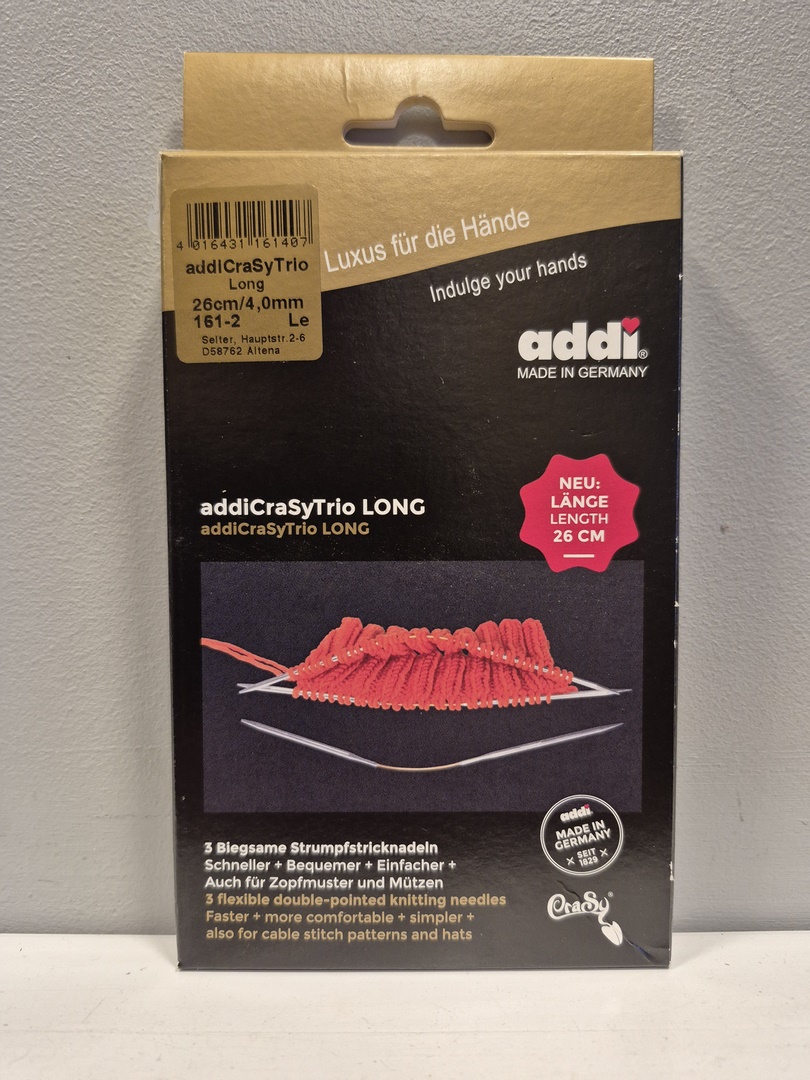 4 016431 161407
addiCraSyTrio
Long
26cm/4,0mm
161-2 Le
Selter, Hauptstr.2-6
D58762 Altena
Luxus für die Hände
Indulge your hands
addi®
MADE IN GERMANY
NEU:
LÄNGE
LENGTH
26 CM
addiCraSyTrio LONG
addiCraSyTrio LONG
addi
MADE IN
GERMANY
SEIT
1829
3 Biegsame Strumpfstricknadeln
Schneller + Bequemer + Einfacher +
Auch für Zopfmuster und Mützen
3 flexible double-pointed knitting needles
Faster + more comfortable + simpler +
also for cable stitch patterns and hats
CraSy®